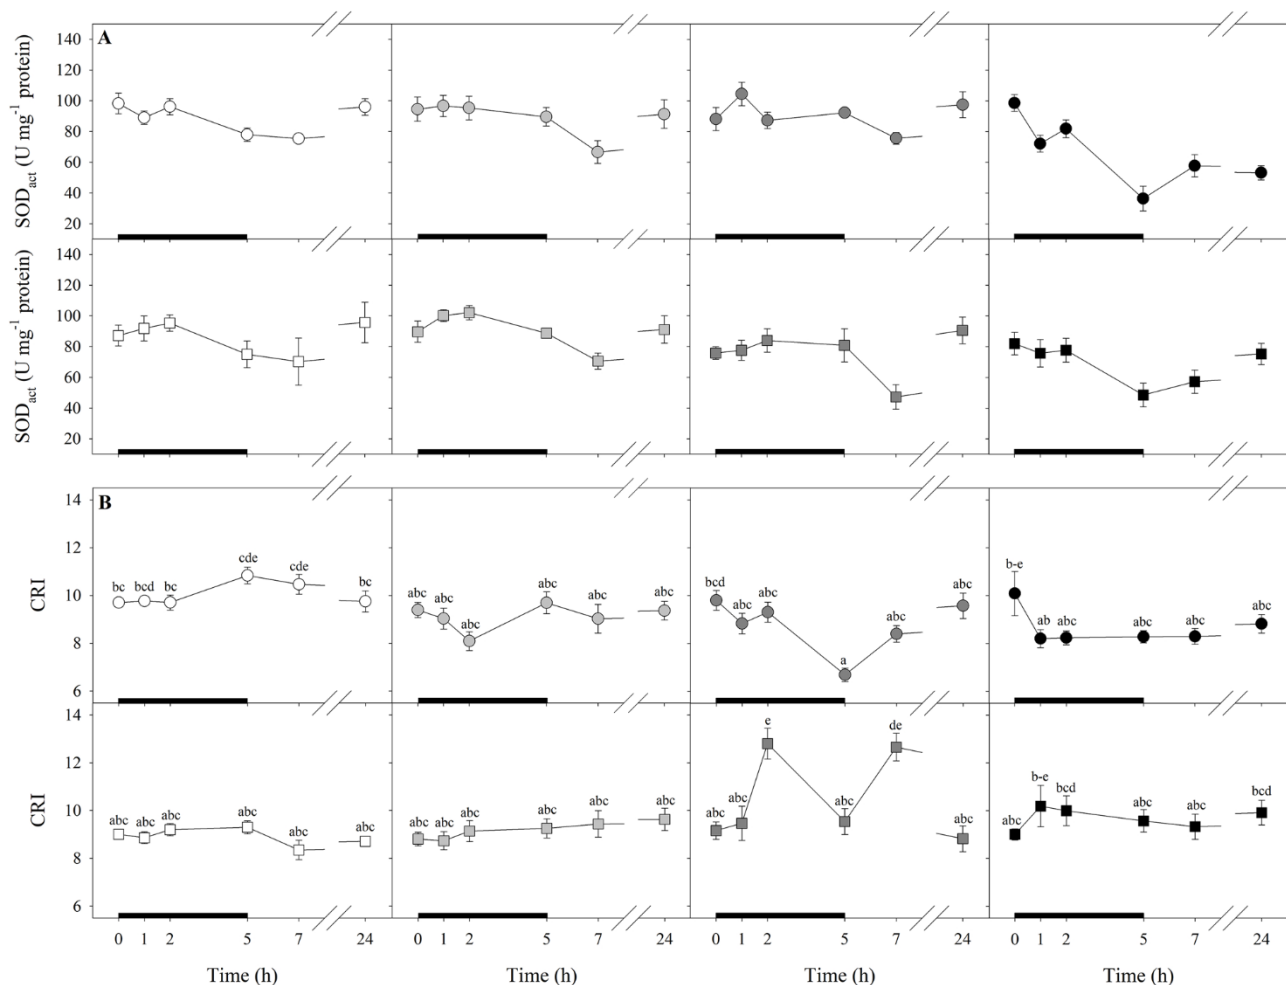 A
SOD_act (U mg⁻¹ protein)
140
120
100
80
60
40
20
SOD_act (U mg⁻¹ protein)
140
120
100
80
60
40
20
B
CRI
14
12
10
8
6
bc bcd bc cde cde bc
abc abc abc abc abc abc
bcd abc abc a abc abc
b-e ab abc abc abc abc
CRI
14
12
10
8
6
abc abc abc abc abc abc
abc abc abc abc abc abc
abc abc e abc de abc
abc b-e bcd abc abc bcd
0 1 2 5 7 24 0 1 2 5 7 24 0 1 2 5 7 24 0 1 2 5 7 24
Time (h) Time (h) Time (h) Time (h)